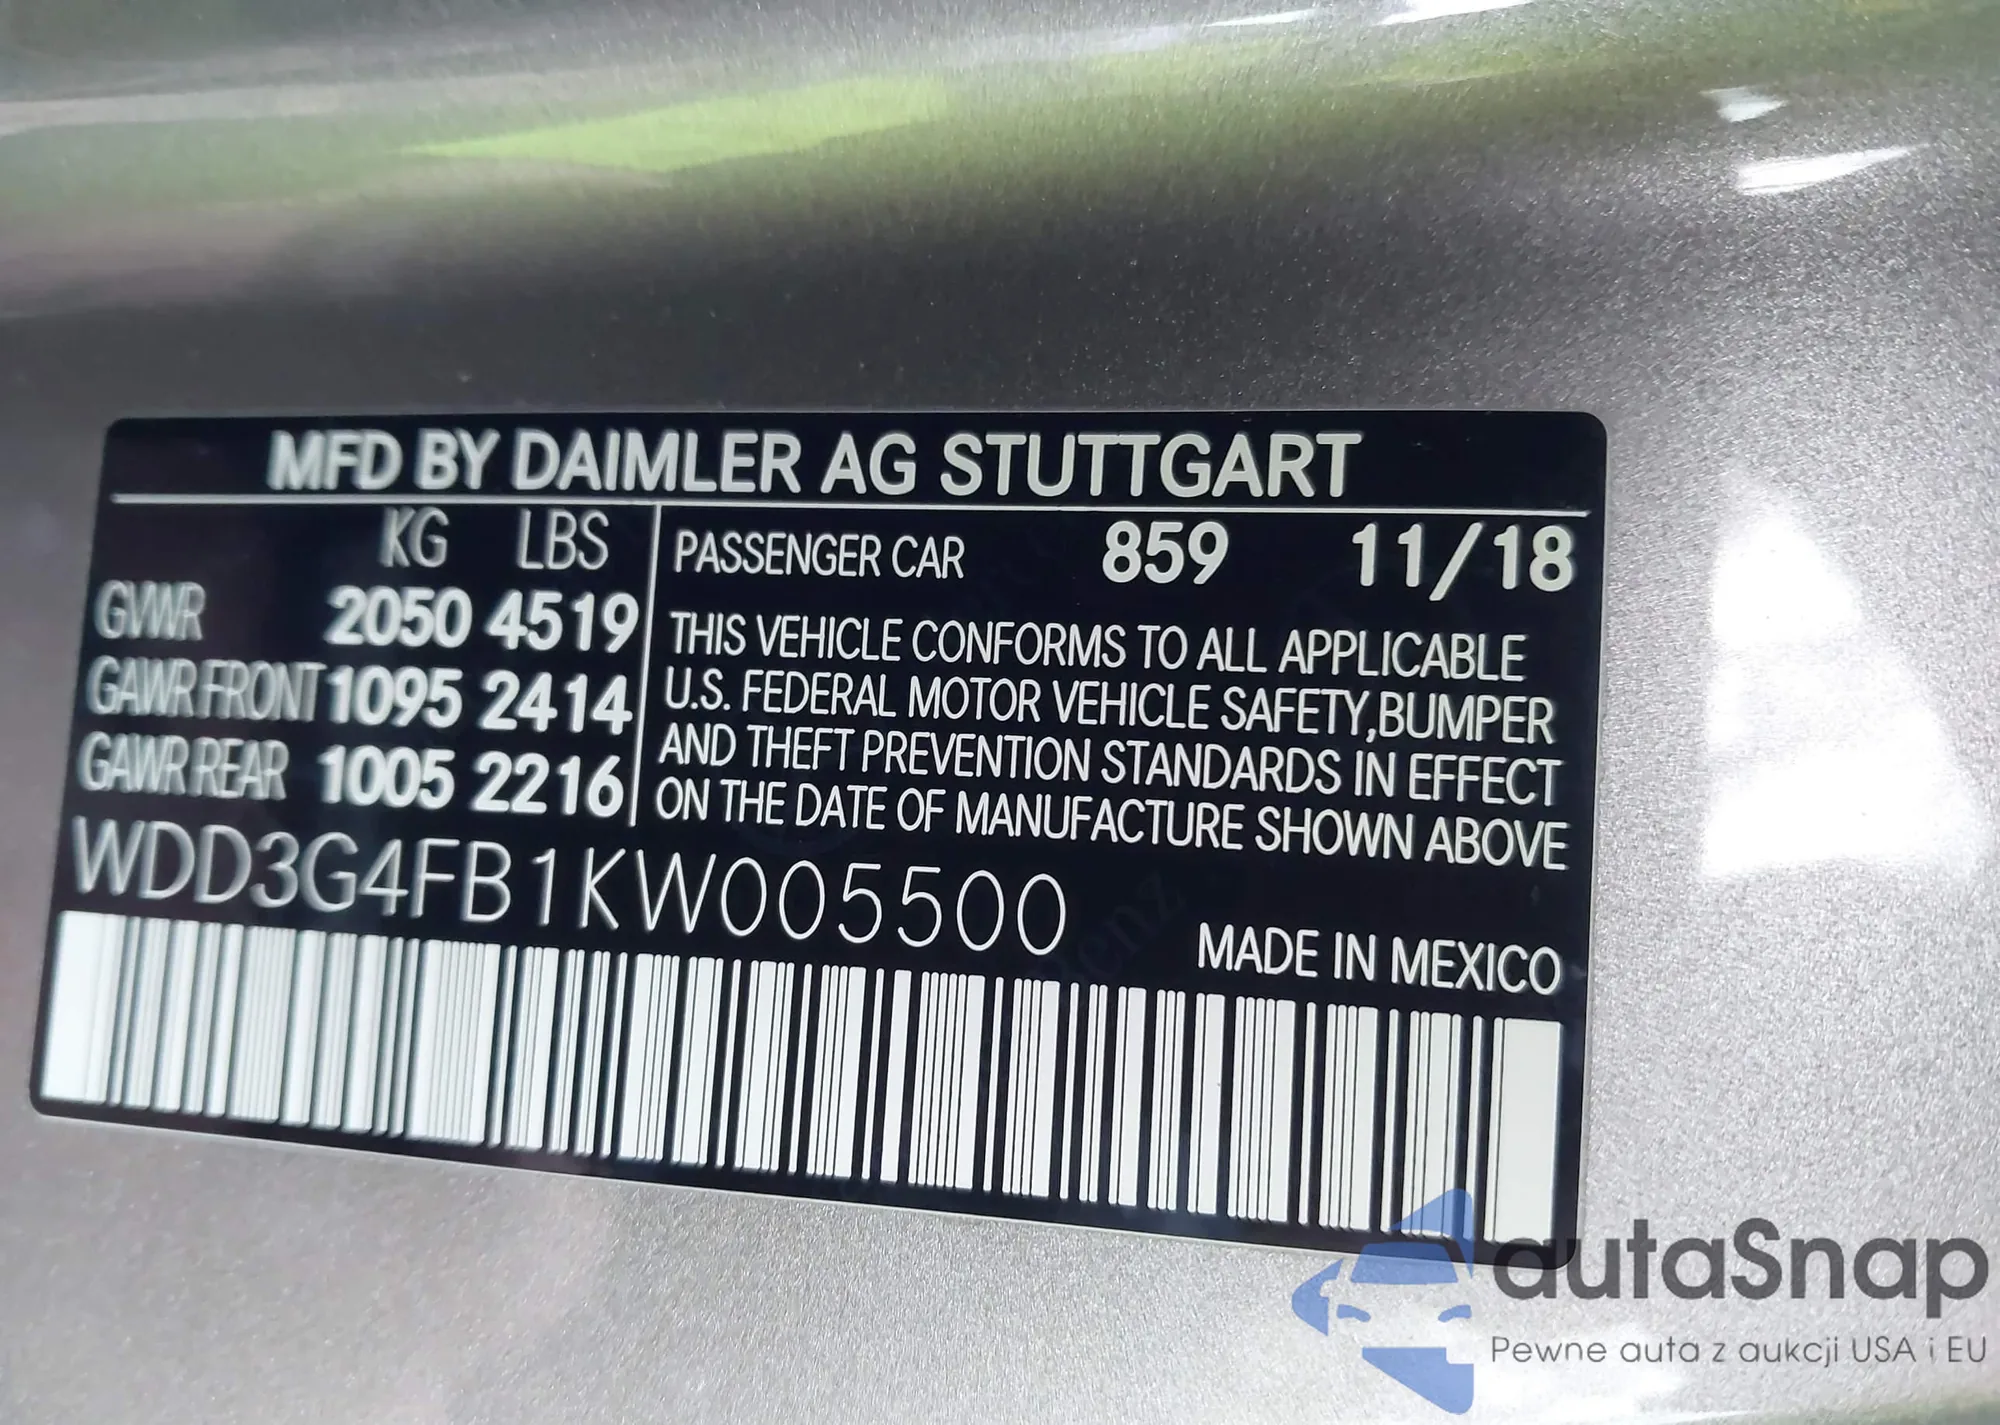 MFD BY DAIMLER AG STUTTGART
KG LBS
GVWR 2050 4519
GAWR FRONT 1095 2414
GAWR REAR 1005 2216
PASSENGER CAR 859 11/18
THIS VEHICLE CONFORMS TO ALL APPLICABLE
U.S. FEDERAL MOTOR VEHICLE SAFETY,BUMPER
AND THEFT PREVENTION STANDARDS IN EFFECT
ON THE DATE OF MANUFACTURE SHOWN ABOVE
WDD3G4FB1KW005500
MADE IN MEXICO
autaSnap
Pewne auta z aukcji USA i EU